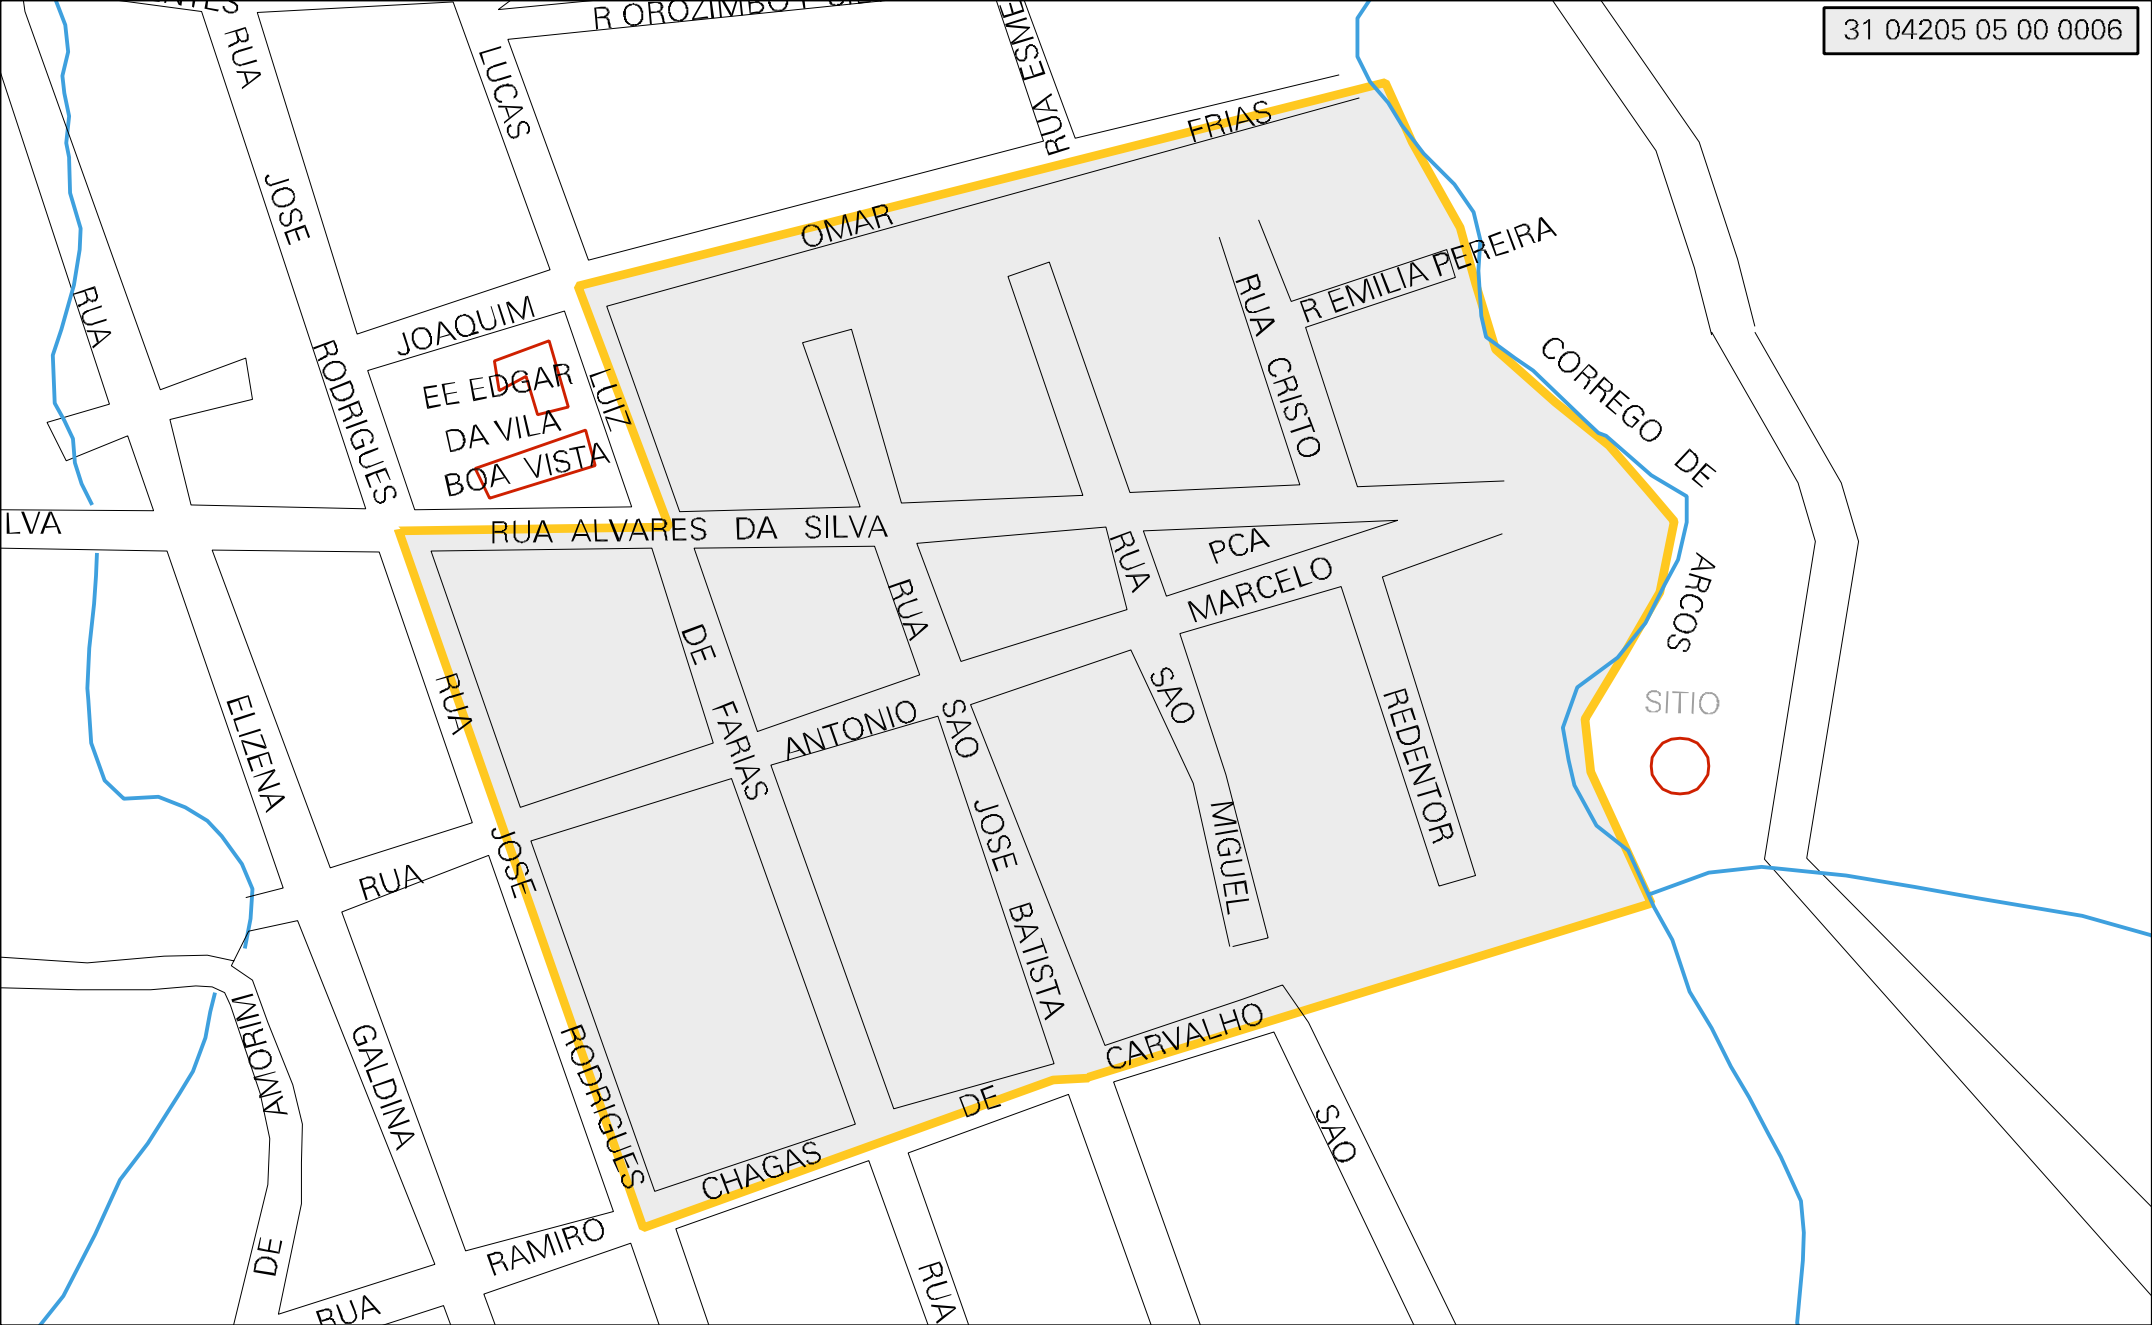 31 04205 05 00 0006
RUA
JOSE
RODRIGUES
LUCAS
RUA ESME
OMAR
FRIAS
RUA
JOAQUIM
LUIZ
EE EDGAR
DA VILA
BOA VISTA
R EMILIA PEREIRA
RUA CRISTO
CORREGO DE
ARCOS
LVA
RUA ALVARES DA SILVA
RUA
PCA
MARCELO
RUA
DE
FARIAS
RUA
ELIZENA
ANTONIO
SAO
SAO
MIGUEL
REDENTOR
SITIO
JOSE
RUA
JOSE
BATISTA
AMORIM
GALDINA
RODRIGUES
CARVALHO
DE
CHAGAS
SAO
RAMIRO
DE
RUA
RUA